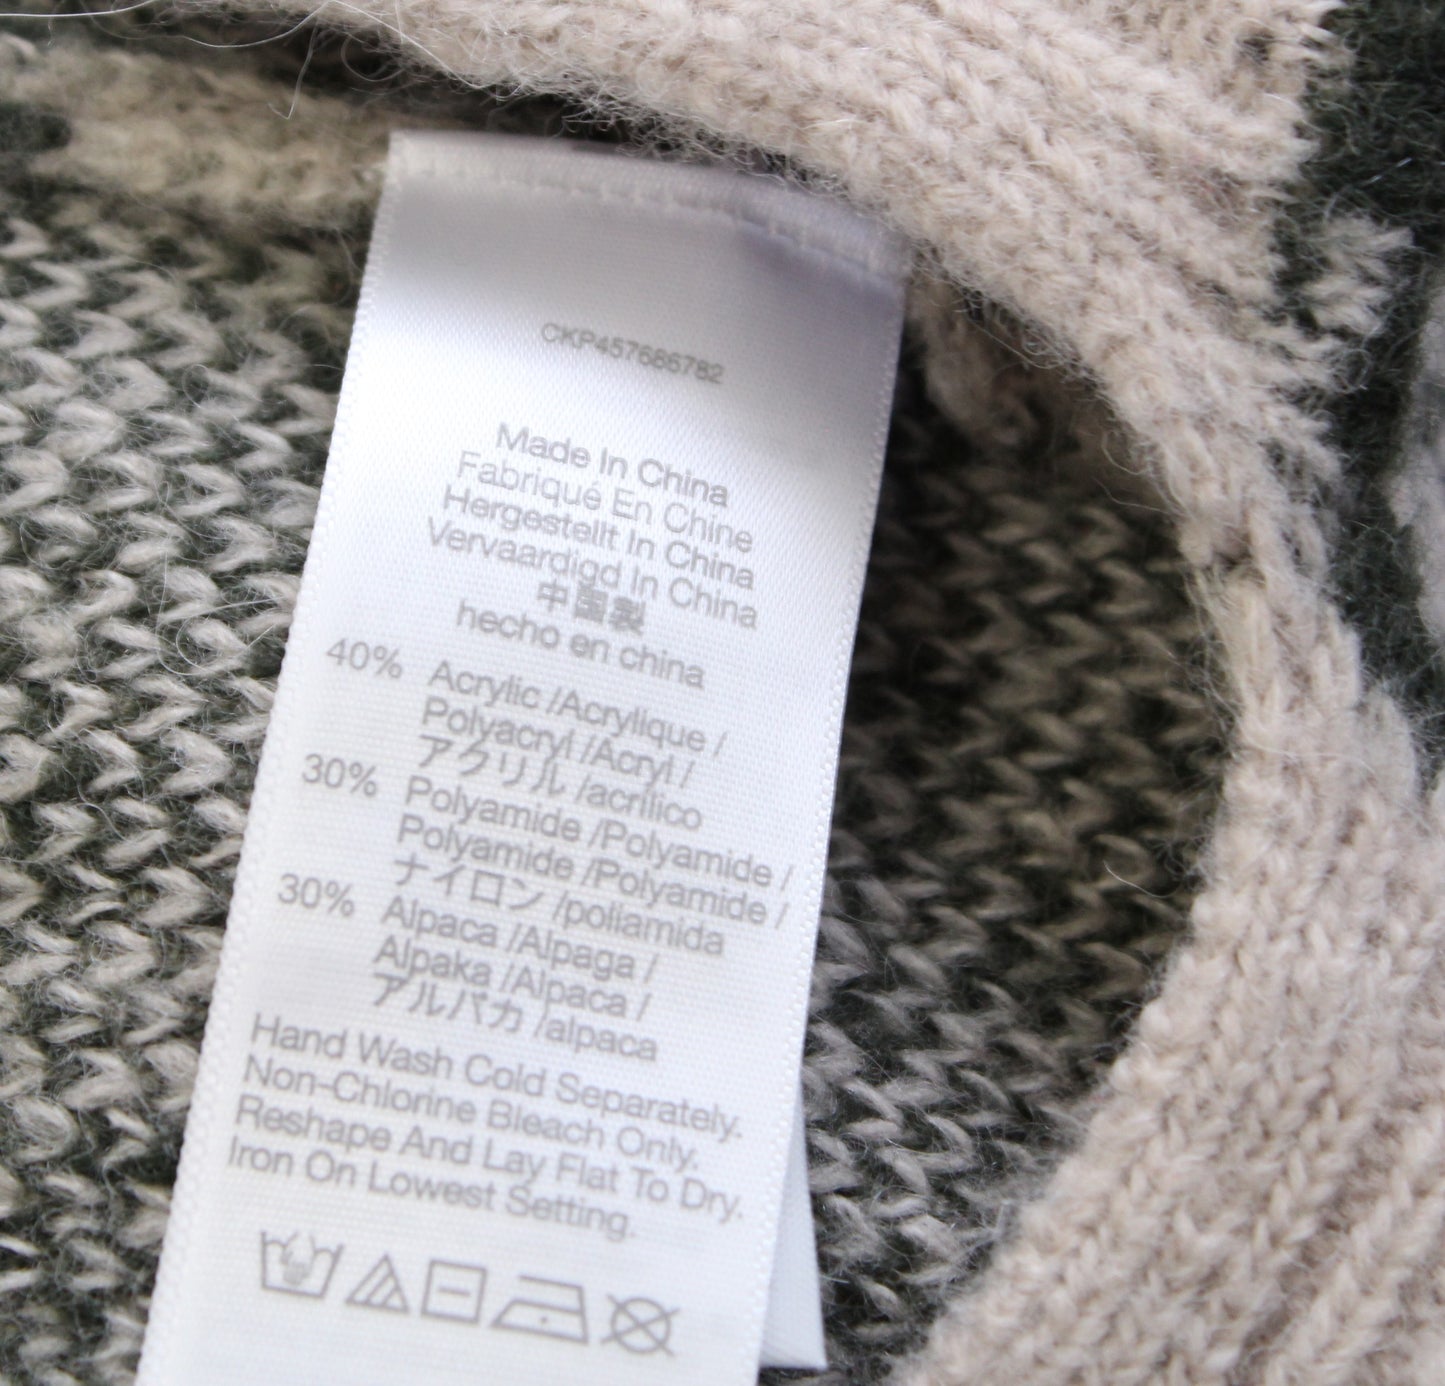 CKP457686782
Made In China
Fabriqué En Chine
Hergestellt In China
Vervaardigd In China
中国製
hecho en china
40% Acrylic /Acrylique /
Polyacryl /Acryl /
アクリル /acrílico
30% Polyamide /Polyamide /
Polyamide /Polyamide /
ナイロン /poliamida
30% Alpaca /Alpaga /
Alpaka /Alpaca /
アルパカ /alpaca
Hand Wash Cold Separately.
Non-Chlorine Bleach Only.
Reshape And Lay Flat To Dry.
Iron On Lowest Setting.